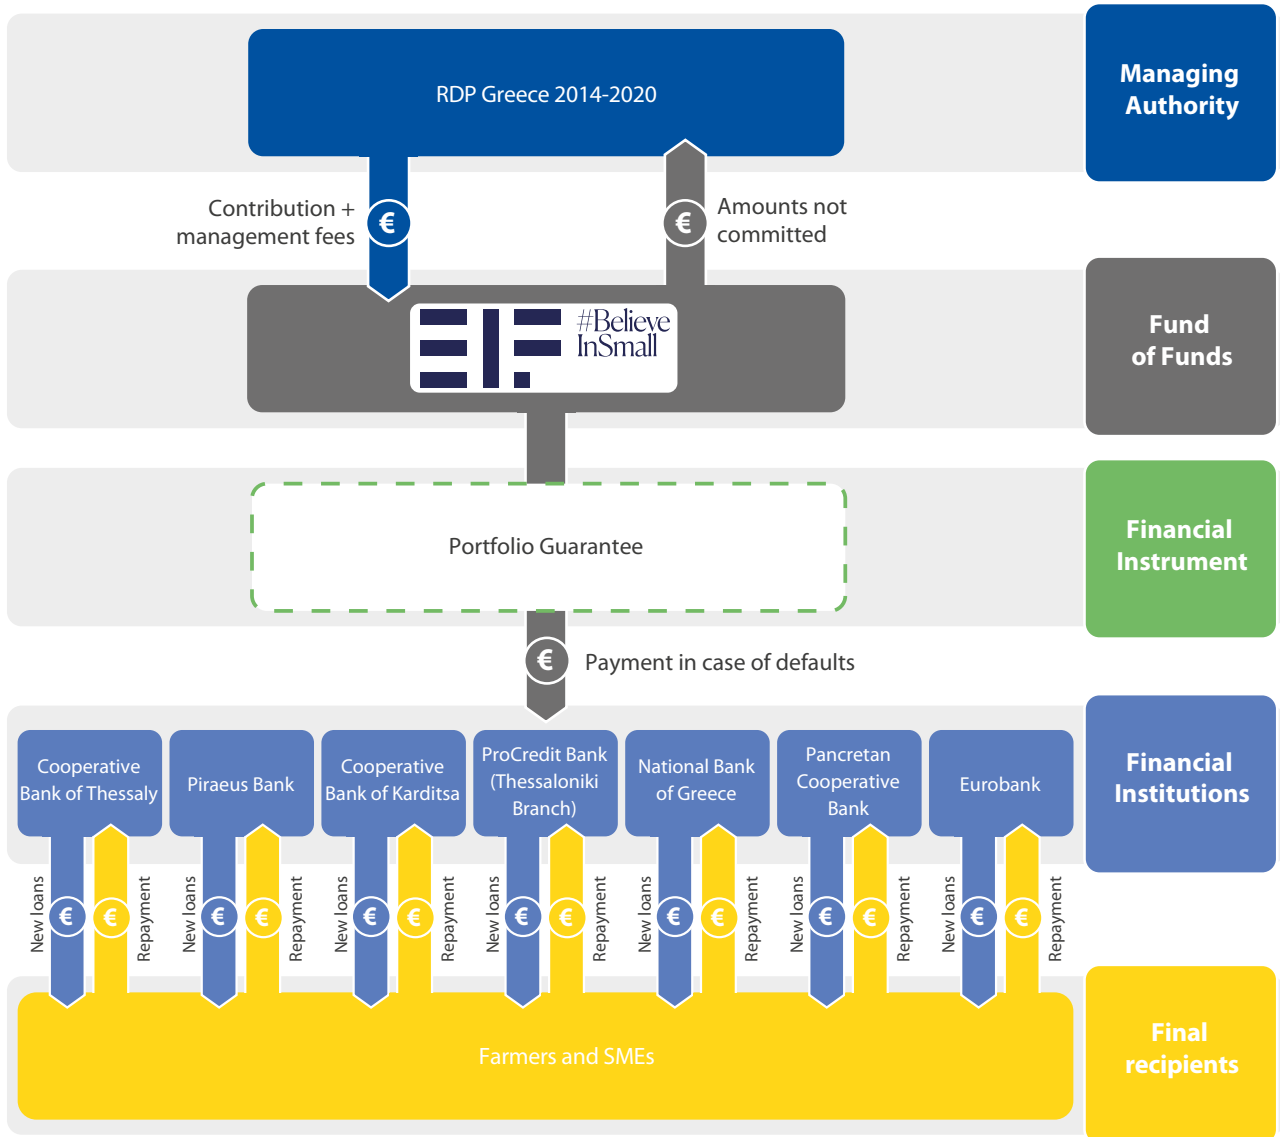 RDP Greece 2014-2020
Managing
Authority
Contribution +
management fees
€
€
Amounts not
committed
EIF.
#Believe
InSmall
Fund
of Funds
Portfolio Guarantee
Financial
Instrument
€
Payment in case of defaults
Cooperative
Bank of Thessaly
Piraeus Bank
Cooperative
Bank of Karditsa
ProCredit Bank
(Thessaloniki
Branch)
National Bank
of Greece
Pancretan
Cooperative
Bank
Eurobank
Financial
Institutions
New loans
€
€
Repayment
New loans
€
€
Repayment
New loans
€
€
Repayment
New loans
€
€
Repayment
New loans
€
€
Repayment
New loans
€
€
Repayment
New loans
€
€
Repayment
Farmers and SMEs
Final
recipients